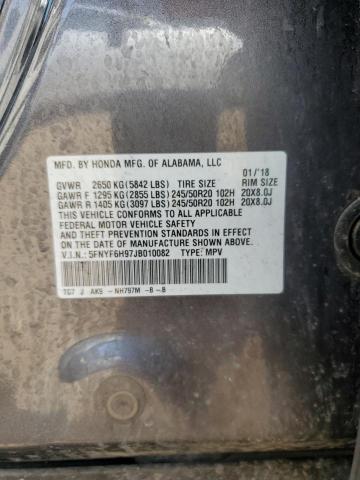 MFD. BY HONDA MFG. OF ALABAMA, LLC 01/'18
GVWR 2650 KG (5842 LBS) TIRE SIZE RIM SIZE
GAWR F 1295 KG (2855 LBS) 245/50R20 102H 20X8.0J
GAWR R 1405 KG (3097 LBS) 245/50R20 102H 20X8.0J
THIS VEHICLE CONFORMS TO ALL APPLICABLE
FEDERAL MOTOR VEHICLE SAFETY
AND THEFT PREVENTION STANDARDS IN EFFECT ON
THE DATE OF MANUFACTURE SHOWN ABOVE.
V.I.N.: 5FNYF6H97JB010082 TYPE: MPV
TG7 J AK9 - NH797M -B -B